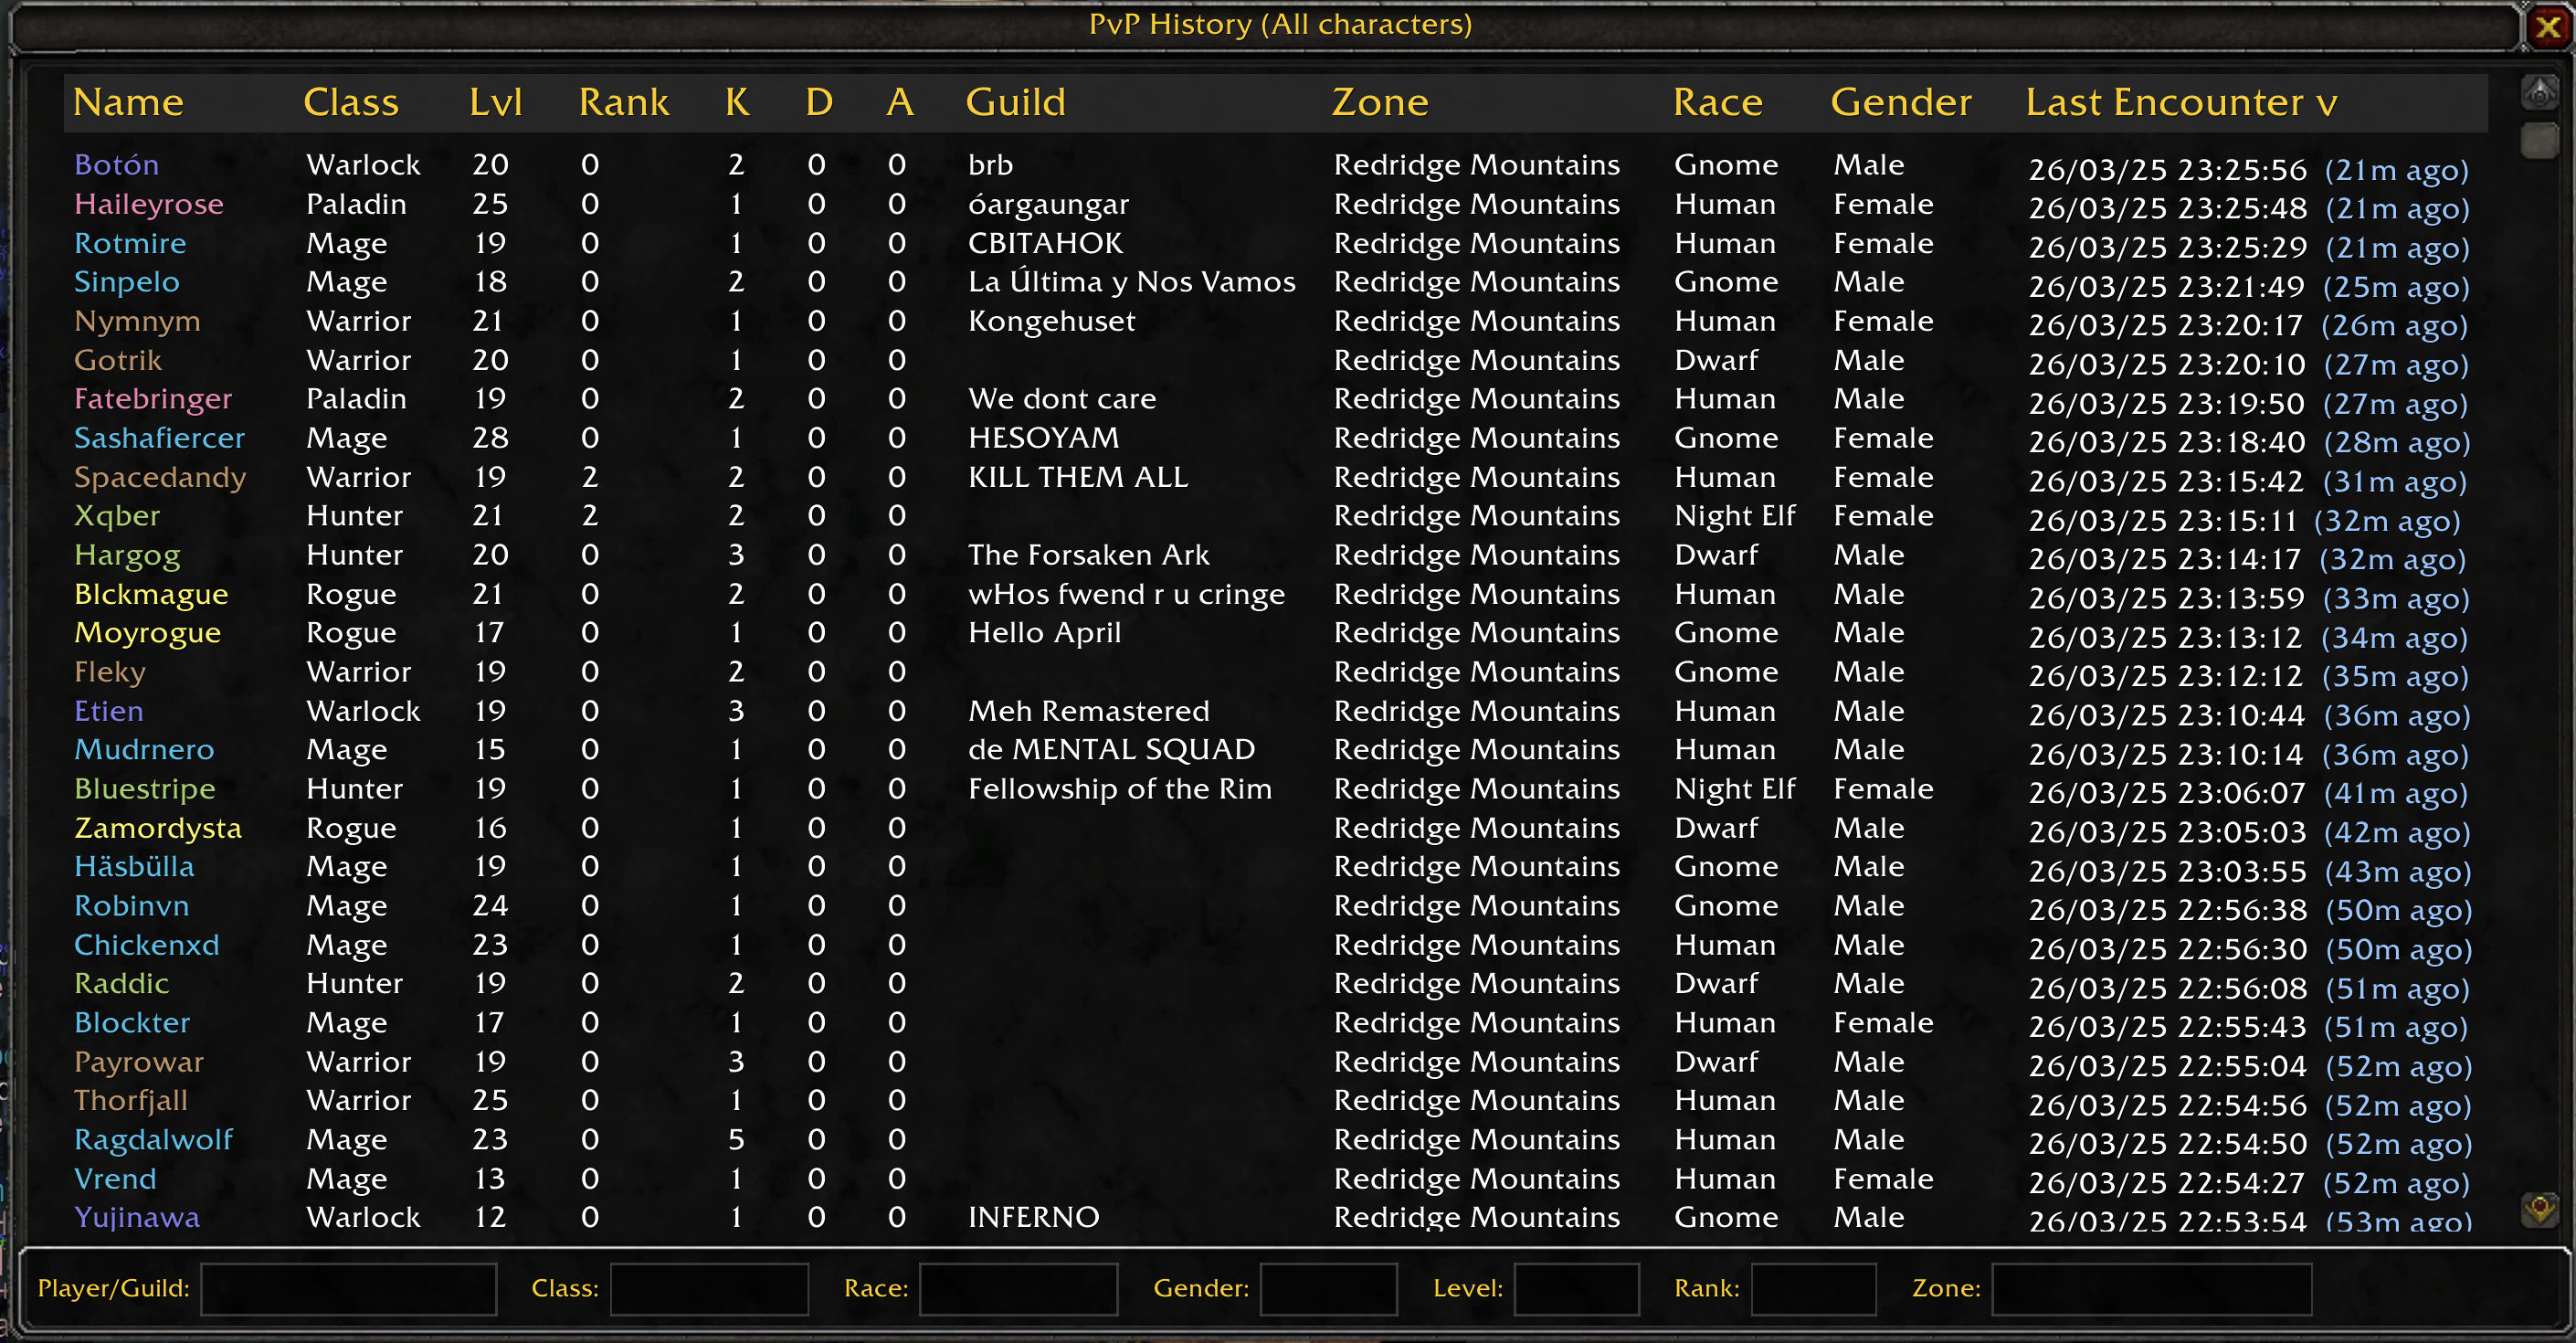 PvP History (All characters)
Name Class Lvl Rank K D A Guild Zone Race Gender Last Encounter v
Botón Warlock 20 0 2 0 0 brb Redridge Mountains Gnome Male 26/03/25 23:25:56 (21m ago)
Haileyrose Paladin 25 0 1 0 0 óargaungar Redridge Mountains Human Female 26/03/25 23:25:48 (21m ago)
Rotmire Mage 19 0 1 0 0 CBITAHOK Redridge Mountains Human Female 26/03/25 23:25:29 (21m ago)
Sinpelo Mage 18 0 2 0 0 La Última y Nos Vamos Redridge Mountains Gnome Male 26/03/25 23:21:49 (25m ago)
Nymnym Warrior 21 0 1 0 0 Kongehuset Redridge Mountains Human Female 26/03/25 23:20:17 (26m ago)
Gotrik Warrior 20 0 1 0 0 Redridge Mountains Dwarf Male 26/03/25 23:20:10 (27m ago)
Fatebringer Paladin 19 0 2 0 0 We dont care Redridge Mountains Human Male 26/03/25 23:19:50 (27m ago)
Sashafiercer Mage 28 0 1 0 0 HESOYAM Redridge Mountains Gnome Female 26/03/25 23:18:40 (28m ago)
Spacedandy Warrior 19 2 2 0 0 KILL THEM ALL Redridge Mountains Human Female 26/03/25 23:15:42 (31m ago)
Xqber Hunter 21 2 2 0 0 Redridge Mountains Night Elf Female 26/03/25 23:15:11 (32m ago)
Hargog Hunter 20 0 3 0 0 The Forsaken Ark Redridge Mountains Dwarf Male 26/03/25 23:14:17 (32m ago)
Blckmague Rogue 21 0 2 0 0 wHos fwend r u cringe Redridge Mountains Human Male 26/03/25 23:13:59 (33m ago)
Moyrogue Rogue 17 0 1 0 0 Hello April Redridge Mountains Gnome Male 26/03/25 23:13:12 (34m ago)
Fleky Warrior 19 0 2 0 0 Redridge Mountains Gnome Male 26/03/25 23:12:12 (35m ago)
Etien Warlock 19 0 3 0 0 Meh Remastered Redridge Mountains Human Male 26/03/25 23:10:44 (36m ago)
Mudrnero Mage 15 0 1 0 0 de MENTAL SQUAD Redridge Mountains Human Male 26/03/25 23:10:14 (36m ago)
Bluestripe Hunter 19 0 1 0 0 Fellowship of the Rim Redridge Mountains Night Elf Female 26/03/25 23:06:07 (41m ago)
Zamordysta Rogue 16 0 1 0 0 Redridge Mountains Dwarf Male 26/03/25 23:05:03 (42m ago)
Häsbülla Mage 19 0 1 0 0 Redridge Mountains Gnome Male 26/03/25 23:03:55 (43m ago)
Robinvn Mage 24 0 1 0 0 Redridge Mountains Gnome Male 26/03/25 22:56:38 (50m ago)
Chickenxd Mage 23 0 1 0 0 Redridge Mountains Human Male 26/03/25 22:56:30 (50m ago)
Raddic Hunter 19 0 2 0 0 Redridge Mountains Dwarf Male 26/03/25 22:56:08 (51m ago)
Blockter Mage 17 0 1 0 0 Redridge Mountains Human Female 26/03/25 22:55:43 (51m ago)
Payrowar Warrior 19 0 3 0 0 Redridge Mountains Dwarf Male 26/03/25 22:55:04 (52m ago)
Thorfjall Warrior 25 0 1 0 0 Redridge Mountains Human Male 26/03/25 22:54:56 (52m ago)
Ragdalwolf Mage 23 0 5 0 0 Redridge Mountains Human Male 26/03/25 22:54:50 (52m ago)
Vrend Mage 13 0 1 0 0 Redridge Mountains Human Female 26/03/25 22:54:27 (52m ago)
Yujinawa Warlock 12 0 1 0 0 INFERNO Redridge Mountains Gnome Male 26/03/25 22:53:54 (53m ago)
Player/Guild: Class: Race: Gender: Level: Rank: Zone: